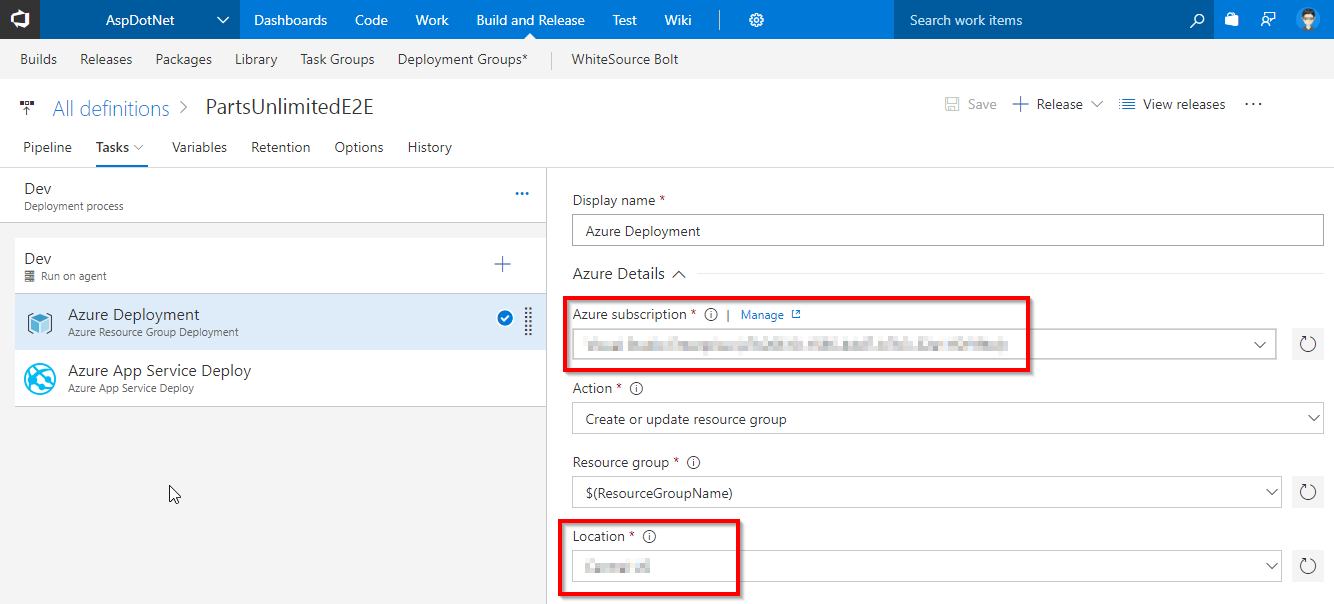 AspDotNet Dashboards Code Work Build and Release Test Wiki Search work items
Builds Releases Packages Library Task Groups Deployment Groups* WhiteSource Bolt
All definitions > PartsUnlimitedE2E Save Release View releases ...
Pipeline Tasks Variables Retention Options History
Dev
Deployment process
Dev
Run on agent
Azure Deployment
Azure Resource Group Deployment
Azure App Service Deploy
Azure App Service Deploy
Display name *
Azure Deployment
Azure Details
Azure subscription * | Manage
Action *
Create or update resource group
Resource group *
$(ResourceGroupName)
Location *